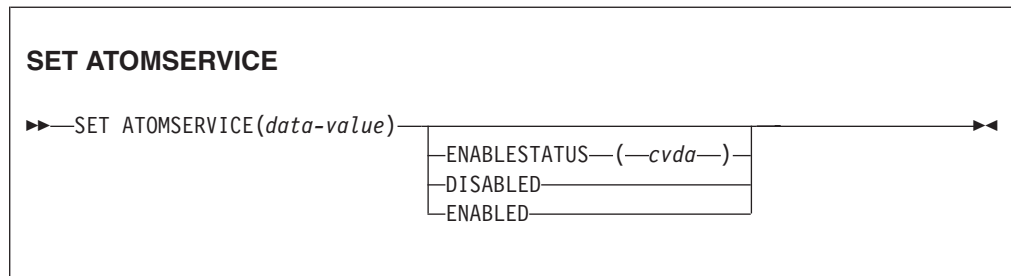 SET ATOMSERVICE
SET ATOMSERVICE(data-value)
ENABLESTATUS ( cvda )
DISABLED
ENABLED